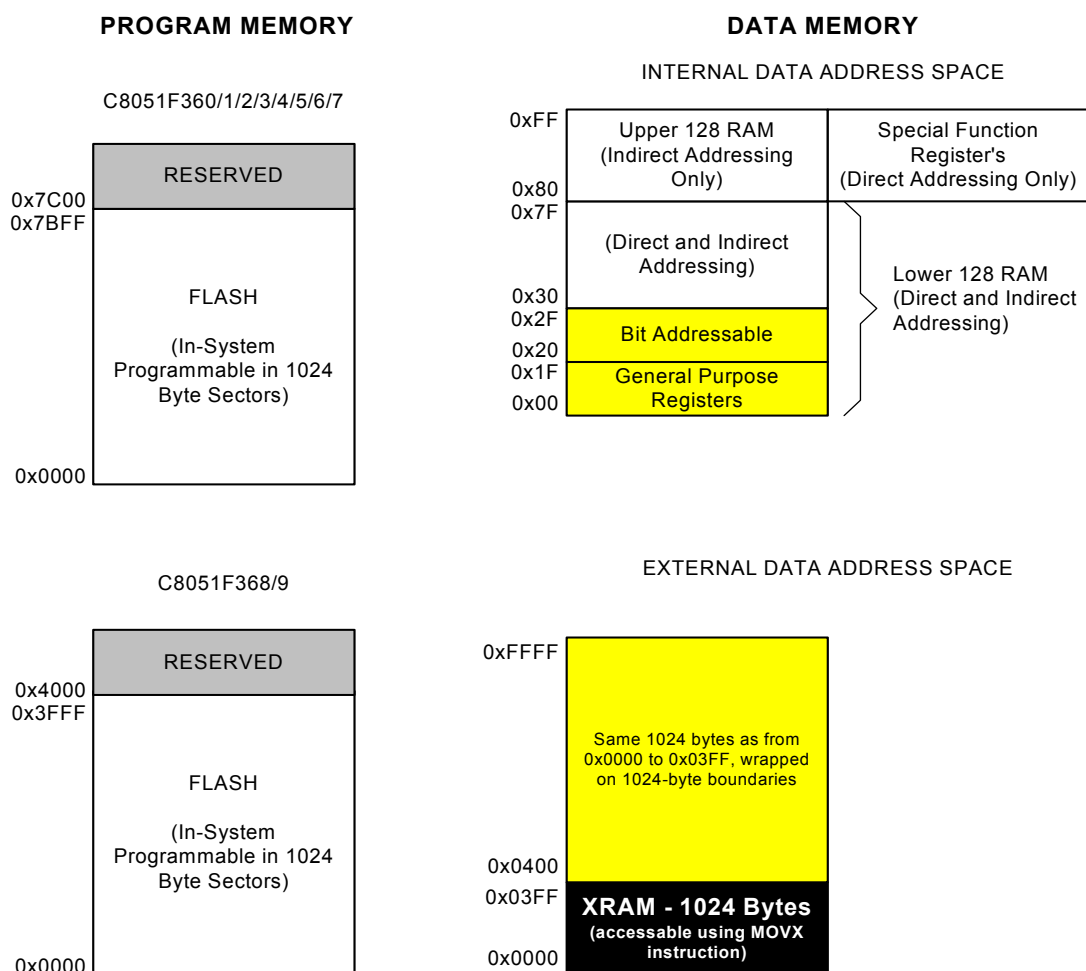 PROGRAM MEMORY
C8051F360/1/2/3/4/5/6/7
RESERVED
0x7C00
0x7BFF
FLASH
(In-System
Programmable in 1024
Byte Sectors)
0x0000
C8051F368/9
RESERVED
0x4000
0x3FFF
FLASH
(In-System
Programmable in 1024
Byte Sectors)
0x0000
DATA MEMORY
INTERNAL DATA ADDRESS SPACE
0xFF
Upper 128 RAM
(Indirect Addressing
Only)
0x80
Special Function
Register's
(Direct Addressing Only)
0x7F
(Direct and Indirect
Addressing)
0x30
0x2F
Bit Addressable
0x20
0x1F
General Purpose
Registers
0x00
Lower 128 RAM
(Direct and Indirect
Addressing)
EXTERNAL DATA ADDRESS SPACE
0xFFFF
Same 1024 bytes as from
0x0000 to 0x03FF, wrapped
on 1024-byte boundaries
0x0400
0x03FF
XRAM - 1024 Bytes
(accessable using MOVX
instruction)
0x0000